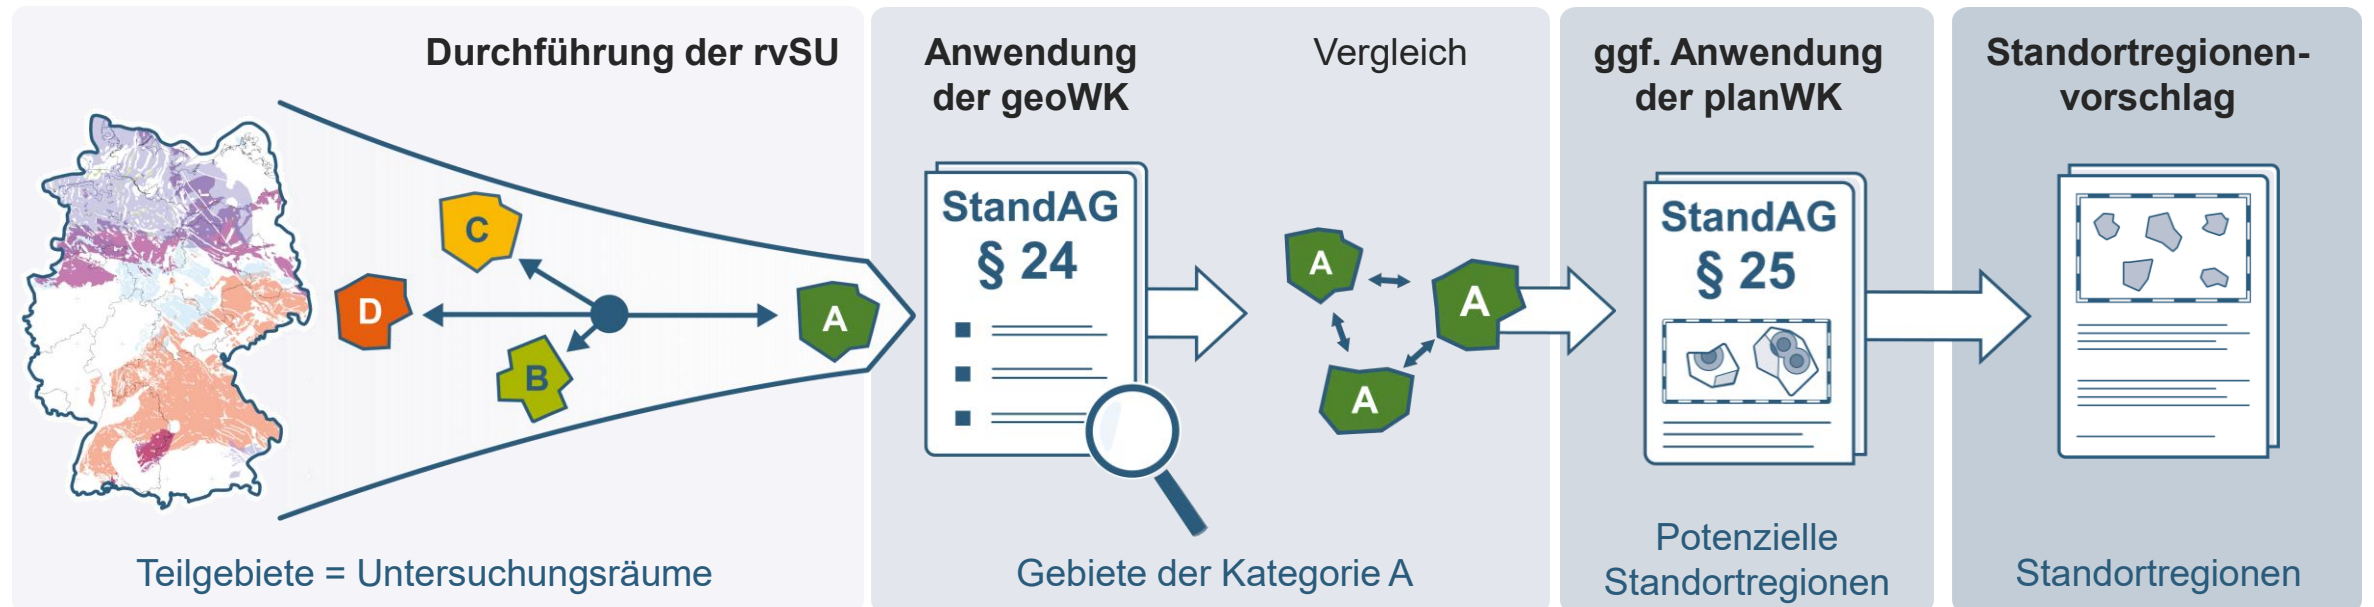 Durchführung der rvSU
D
C
B
A
Teilgebiete = Untersuchungsräume
Anwendung
der geoWK
StandAG
§ 24
Vergleich
A
A
A
Gebiete der Kategorie A
ggf. Anwendung
der planWK
StandAG
§ 25
Potenzielle
Standortregionen
Standortregionen-
vorschlag
Standortregionen